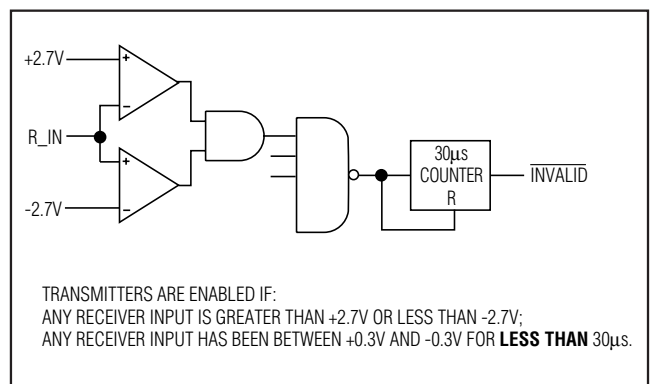 +2.7V
+
-
R_IN
+
-2.7V
-
30μs
COUNTER
R
INVALID
TRANSMITTERS ARE ENABLED IF:
ANY RECEIVER INPUT IS GREATER THAN +2.7V OR LESS THAN -2.7V;
ANY RECEIVER INPUT HAS BEEN BETWEEN +0.3V AND -0.3V FOR LESS THAN 30μs.